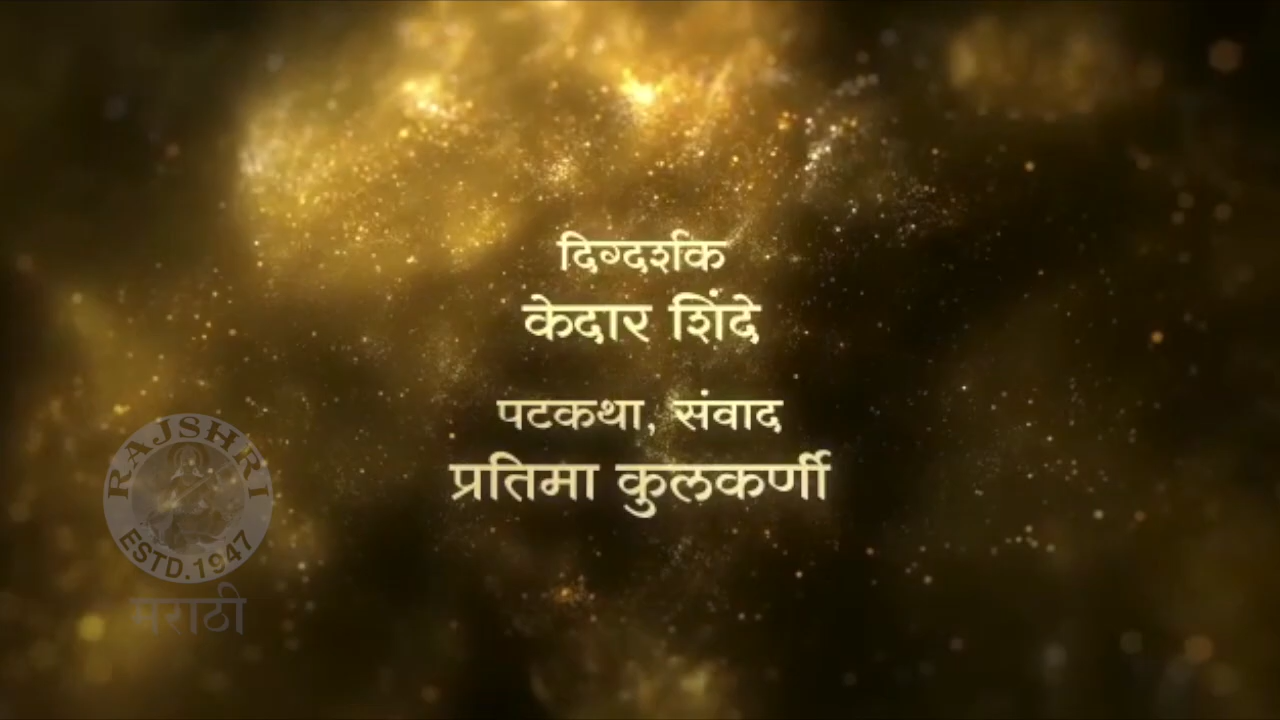 दिग्दर्शक
केदार शिंदे
पटकथा, संवाद
प्रतिमा कुलकर्णी
RAJSHRI
ESTD.1947
मराठी